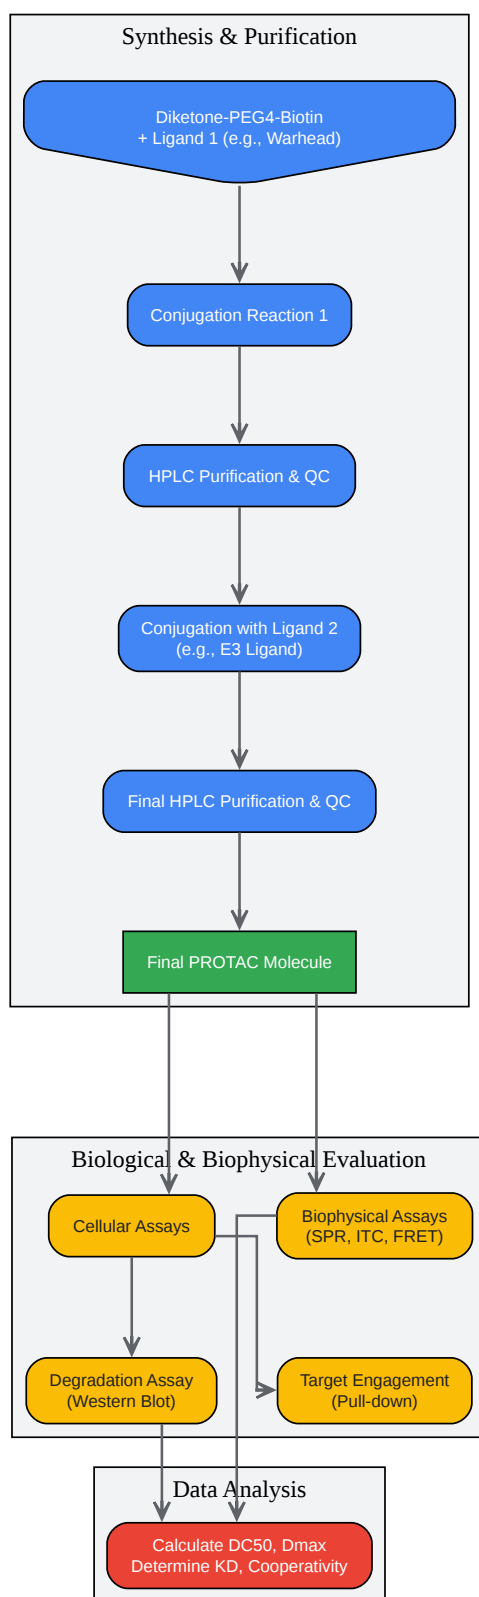 Synthesis & Purification
Diketone-PEG4-Biotin
+ Ligand 1 (e.g., Warhead)
Conjugation Reaction 1
HPLC Purification & QC
Conjugation with Ligand 2
(e.g., E3 Ligand)
Final HPLC Purification & QC
Final PROTAC Molecule
Biological & Biophysical Evaluation
Cellular Assays
Biophysical Assays
(SPR, ITC, FRET)
Degradation Assay
(Western Blot)
Target Engagement
(Pull-down)
Data Analysis
Calculate DC50, Dmax
Determine KD, Cooperativity